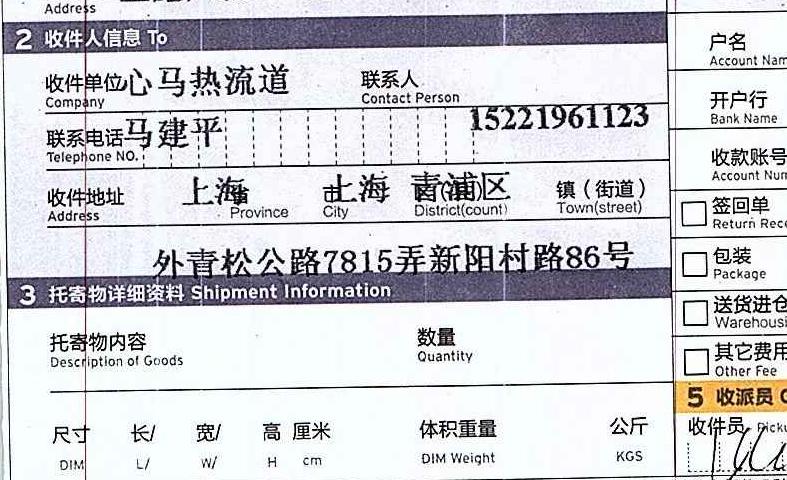 Address
2 收件人信息 To
收件单位 心马热流道 联系人
Company Contact Person
联系电话 马建平 15221961123
Telephone NO.
收件地址 上海省 上海市 青浦区 镇（街道）
Address Province City District(count) Town(street)
外青松公路7815弄新阳村路86号
3 托寄物详细资料 Shipment Information
托寄物内容 数量
Description of Goods Quantity
尺寸 长/ 宽/ 高 厘米 体积重量 公斤
DIM L/ W/ H cm DIM Weight KGS
户名
Account Nam
开户行
Bank Name
收款账号
Account Num
签回单
Return Rece
包装
Package
送货进仓
Warehousi
其它费用
Other Fee
5 收派员
收件员 Picku